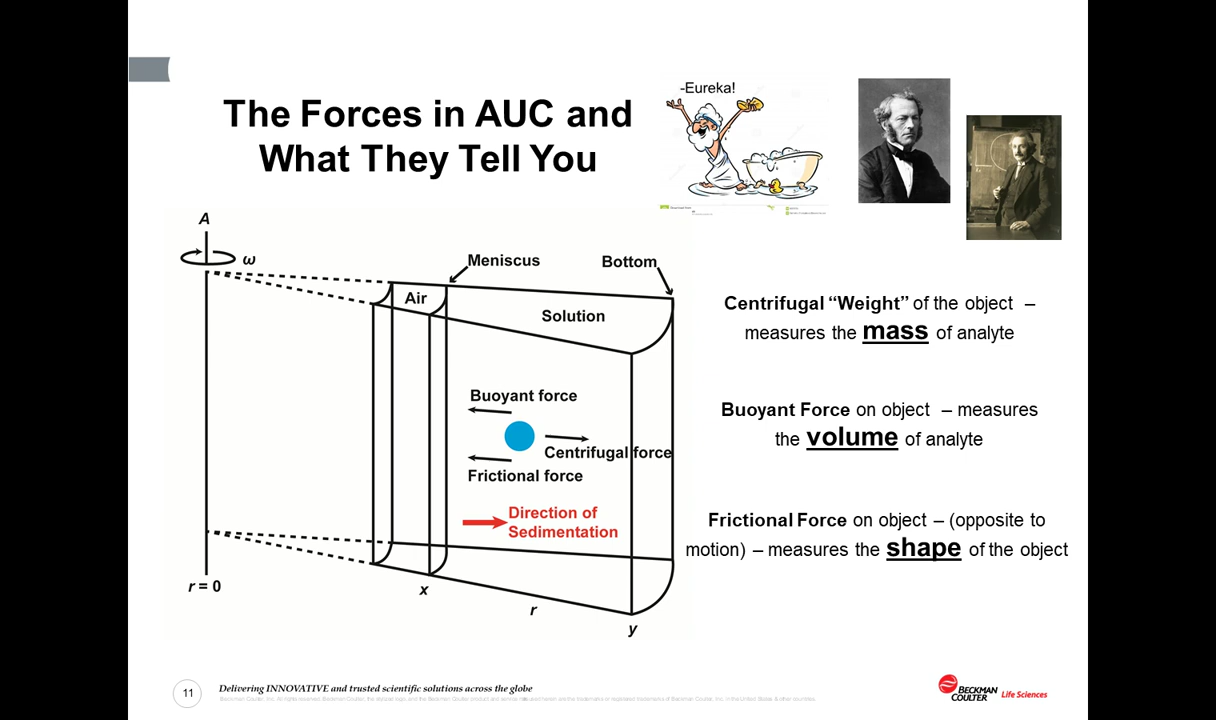 The Forces in AUC and
What They Tell You
-Eureka!
A
ω
Meniscus
Bottom
Air
Solution
Buoyant force
Centrifugal force
Frictional force
Direction of
Sedimentation
r = 0
x
r
y
Centrifugal “Weight” of the object –
measures the mass of analyte
Buoyant Force on object – measures
the volume of analyte
Frictional Force on object – (opposite to
motion) – measures the shape of the object
11
Delivering INNOVATIVE and trusted scientific solutions across the globe
BECKMAN
COULTER
Life Sciences